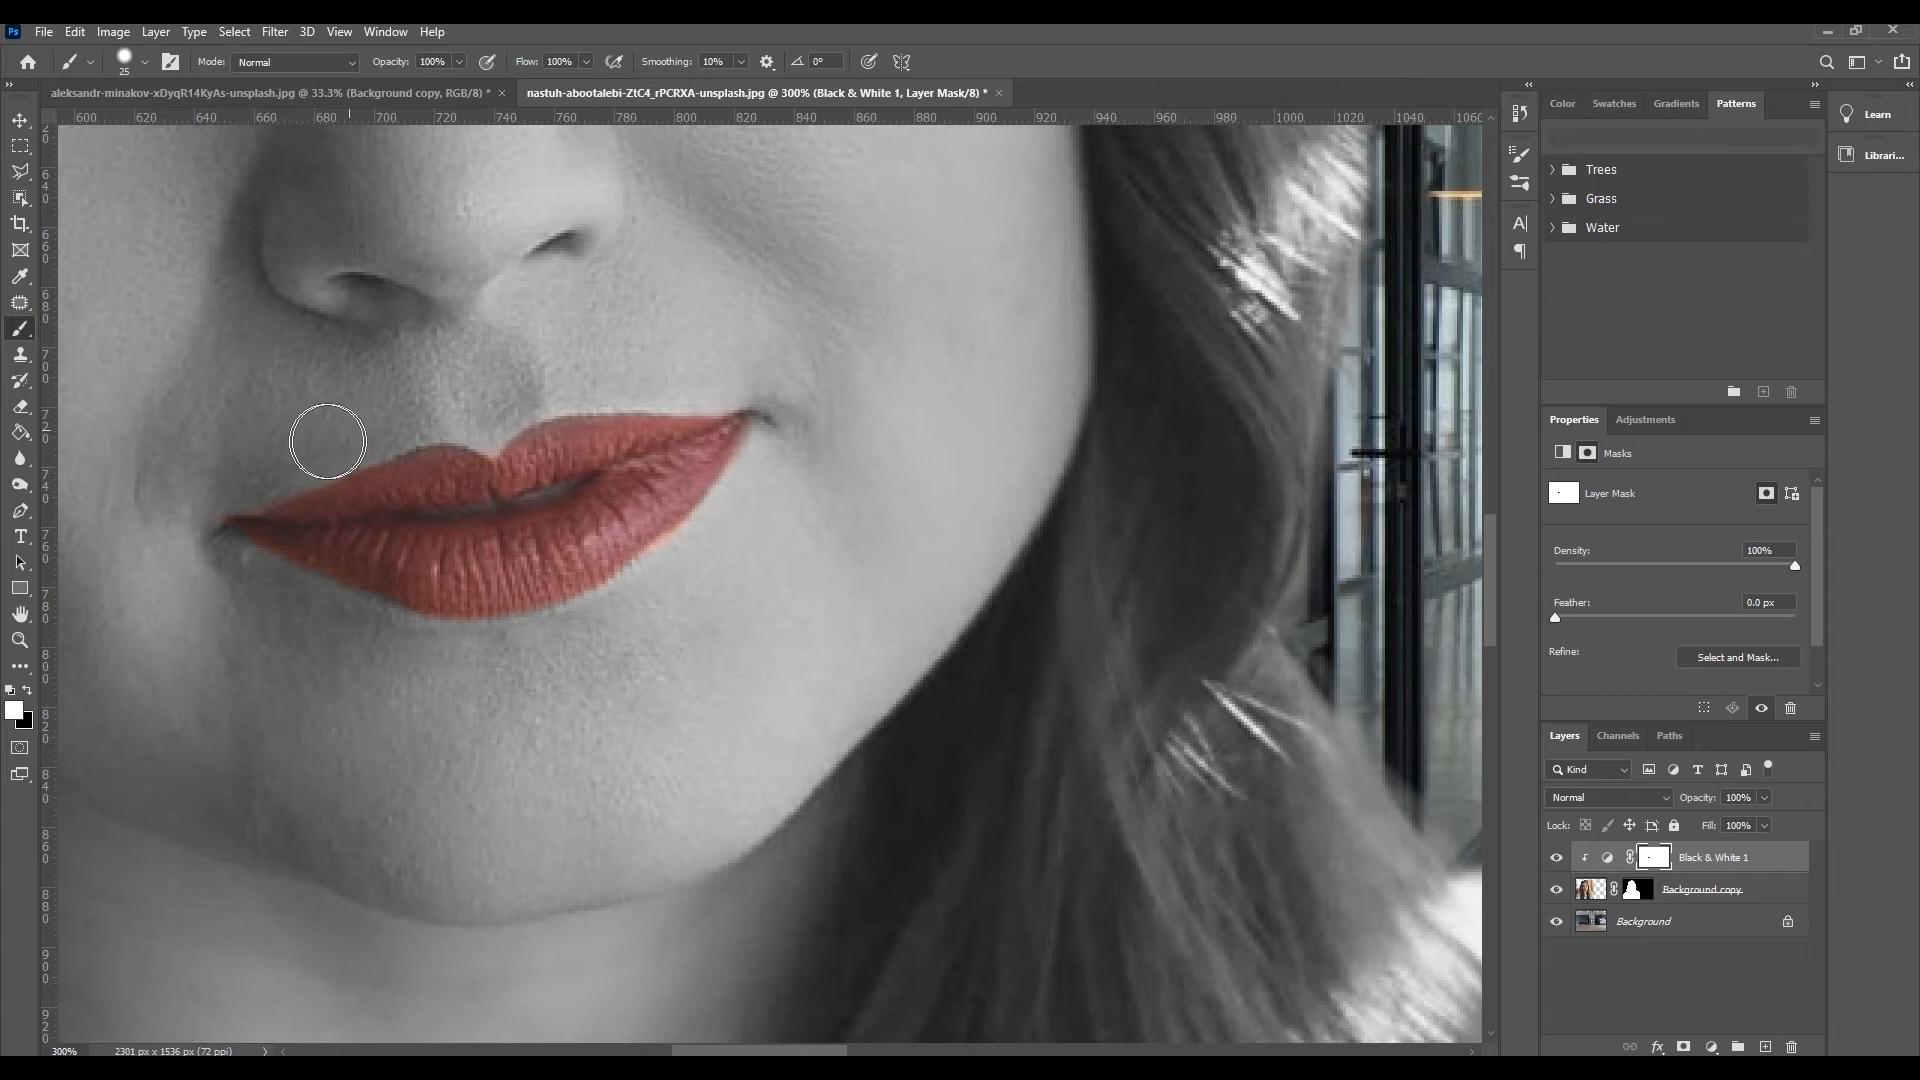 Ps File Edit Image Layer Type Select Filter 3D View Window Help
25 Mode: Normal Opacity: 100% Flow: 100% Smoothing: 10% 0°
aleksandr-minakov-xDyqR14KyAs-unsplash.jpg @ 33.3% (Background copy, RGB/8) * × nastuh-abootalebi-ZtC4_rPCRXA-unsplash.jpg @ 300% (Black & White 1, Layer Mask/8) * ×
600 620 640 660 680 700 720 740 760 780 800 820 840 860 880 900 920 940 960 980 1000 1020 1040 1060
Color Swatches Gradients Patterns
Learn
Librari...
Trees
Grass
Water
Properties Adjustments
Masks
Layer Mask
Density: 100%
Feather: 0.0 px
Refine: Select and Mask...
Layers Channels Paths
Kind
Normal Opacity: 100%
Lock: Fill: 100%
Black & White 1
Background copy
Background
300% 2301 px x 1536 px (72 ppi)